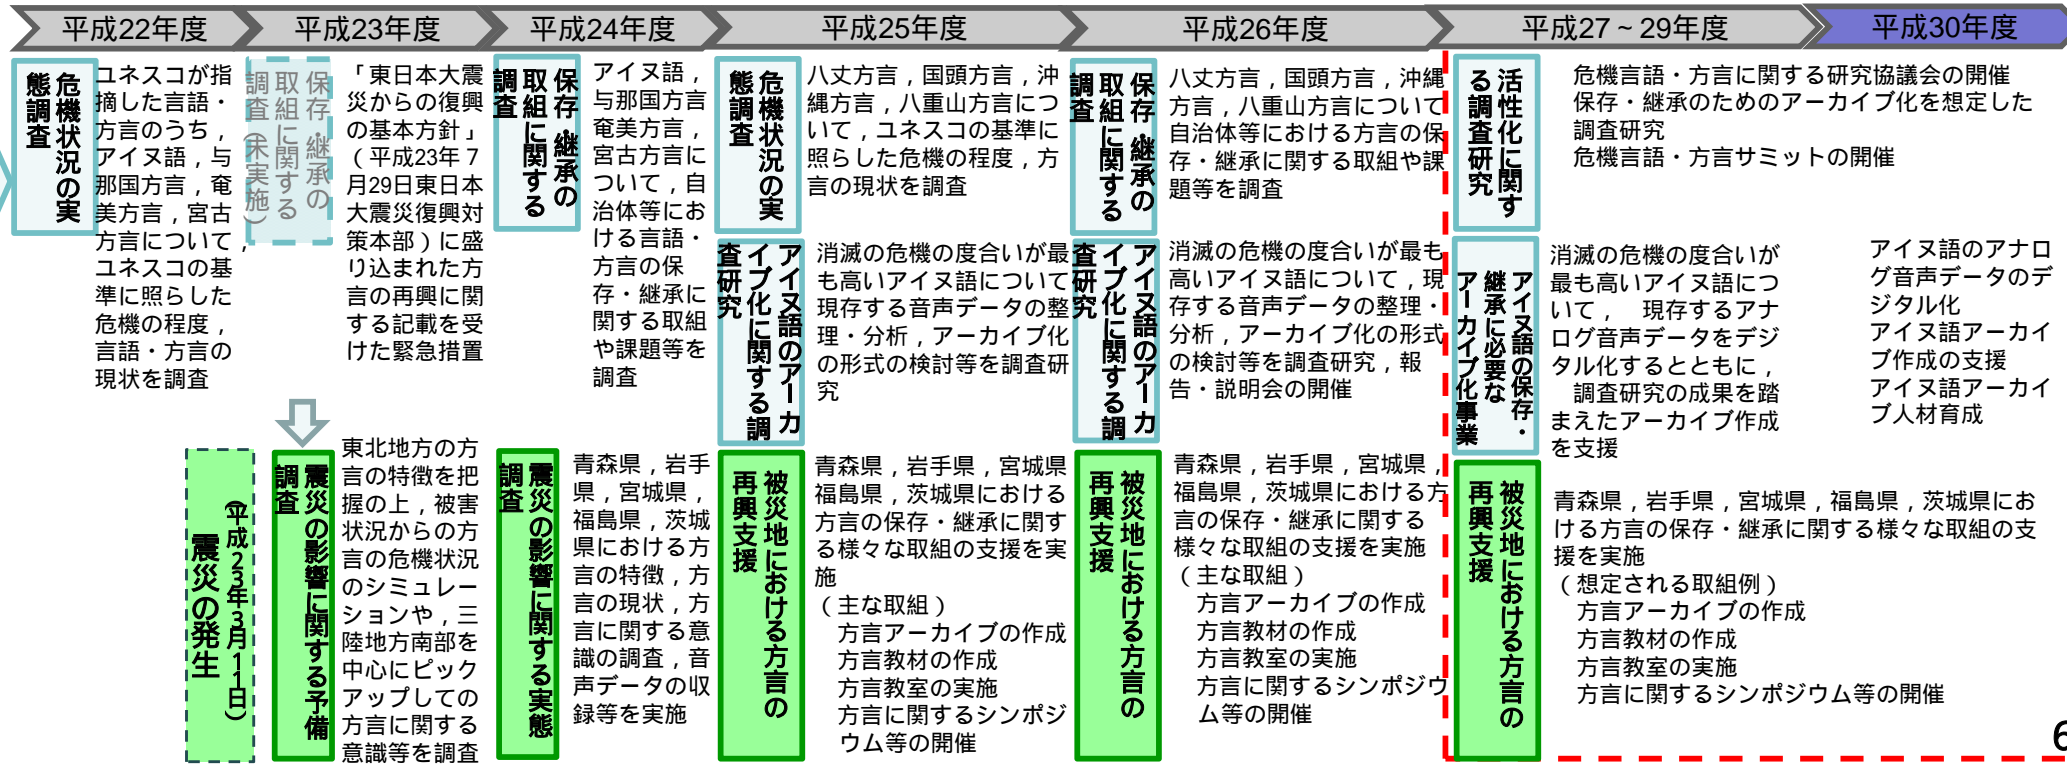 平成22年度
平成23年度
平成24年度
平成25年度
平成26年度
平成27～29年度
平成30年度
危機状況の実
態調査
ユネスコが指
摘した言語・
方言のうち，
アイヌ語，与
那国方言，奄
美方言，宮古
方言について，
ユネスコの基
準に照らした
危機の程度，
言語・方言の
現状を調査
保存・継承の
取組に関する
調査（未実施）
「東日本大震
災からの復興
の基本方針」
（平成23年７
月29日東日本
大震災復興対
策本部）に盛
り込まれた方
言の再興に関
する記載を受
けた緊急措置
保存・継承の
取組に関する
調査
アイヌ語，
与那国方言
奄美方言，
宮古方言に
ついて，自
治体等にお
ける言語・
方言の保
存・継承に
関する取組
や課題等を
調査
危機状況の実
態調査
八丈方言，国頭方言，沖
縄方言，八重山方言につ
いて，ユネスコの基準に
照らした危機の程度，方
言の現状を調査
保存・継承の
取組に関する
調査
八丈方言，国頭方言，沖縄
方言，八重山方言について
自治体等における方言の保
存・継承に関する取組や課
題等を調査
活性化に関す
る調査研究
危機言語・方言に関する研究協議会の開催
保存・継承のためのアーカイブ化を想定した
調査研究
危機言語・方言サミットの開催
アイヌ語のアーカ
イブ化に関する調
査研究
消滅の危機の度合いが最
も高いアイヌ語について
現存する音声データの整
理・分析，アーカイブ化
の形式の検討等を調査研
究
アイヌ語のアーカ
イブ化に関する調
査研究
消滅の危機の度合いが最も
高いアイヌ語について，現
存する音声データの整理・
分析，アーカイブ化の形式
の検討等を調査研究，報
告・説明会の開催
アイヌ語の保存・
継承に必要な
アーカイブ化事業
消滅の危機の度合いが
最も高いアイヌ語につ
いて，　現存するアナ
ログ音声データをデジ
タル化するとともに，
　調査研究の成果を踏
まえたアーカイブ作成
を支援
アイヌ語のアナロ
グ音声データのデ
ジタル化
アイヌ語アーカイ
ブ作成の支援
アイヌ語アーカイ
ブ人材育成
（平成２３年３月１１日）
震災の発生
震災の影響に関する予備
調査
東北地方の方
言の特徴を把
握の上，被害
状況からの方
言の危機状況
のシミュレー
ションや，三
陸地方南部を
中心にピック
アップしての
方言に関する
意識等を調査
震災の影響に関する実態
調査
青森県，岩手
県，宮城県，
福島県，茨城
県における方
言の特徴，方
言の現状，方
言に関する意
識の調査，音
声データの収
録等を実施
被災地における方言の
再興支援
青森県，岩手県，宮城県
福島県，茨城県における
方言の保存・継承に関す
る様々な取組の支援を実
施
（主な取組）
方言アーカイブの作成
方言教材の作成
方言教室の実施
方言に関するシンポジ
ウム等の開催
被災地における方言の
再興支援
青森県，岩手県，宮城県，
福島県，茨城県における方
言の保存・継承に関する
様々な取組の支援を実施
（主な取組）
方言アーカイブの作成
方言教材の作成
方言教室の実施
方言に関するシンポジウ
ム等の開催
被災地における方言の
再興支援
青森県，岩手県，宮城県，福島県，茨城県にお
ける方言の保存・継承に関する様々な取組の支
援を実施
（想定される取組例）
方言アーカイブの作成
方言教材の作成
方言教室の実施
方言に関するシンポジウム等の開催
6